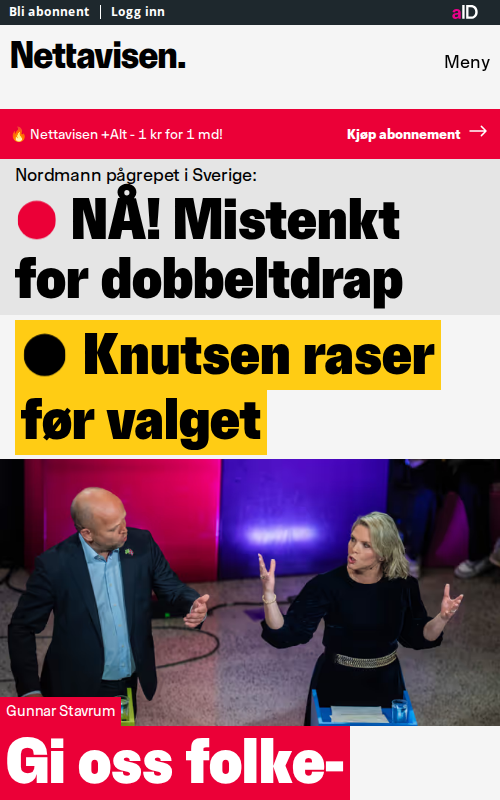 Bli abonnent | Logg inn
aID
Nettavisen.
Meny
🔥 Nettavisen +Alt - 1 kr for 1 md!
Kjøp abonnement →
Nordmann pågrepet i Sverige:
NÅ! Mistenkt
for dobbeltdrap
Knutsen raser
før valget
Gunnar Stavrum
Gi oss folke-